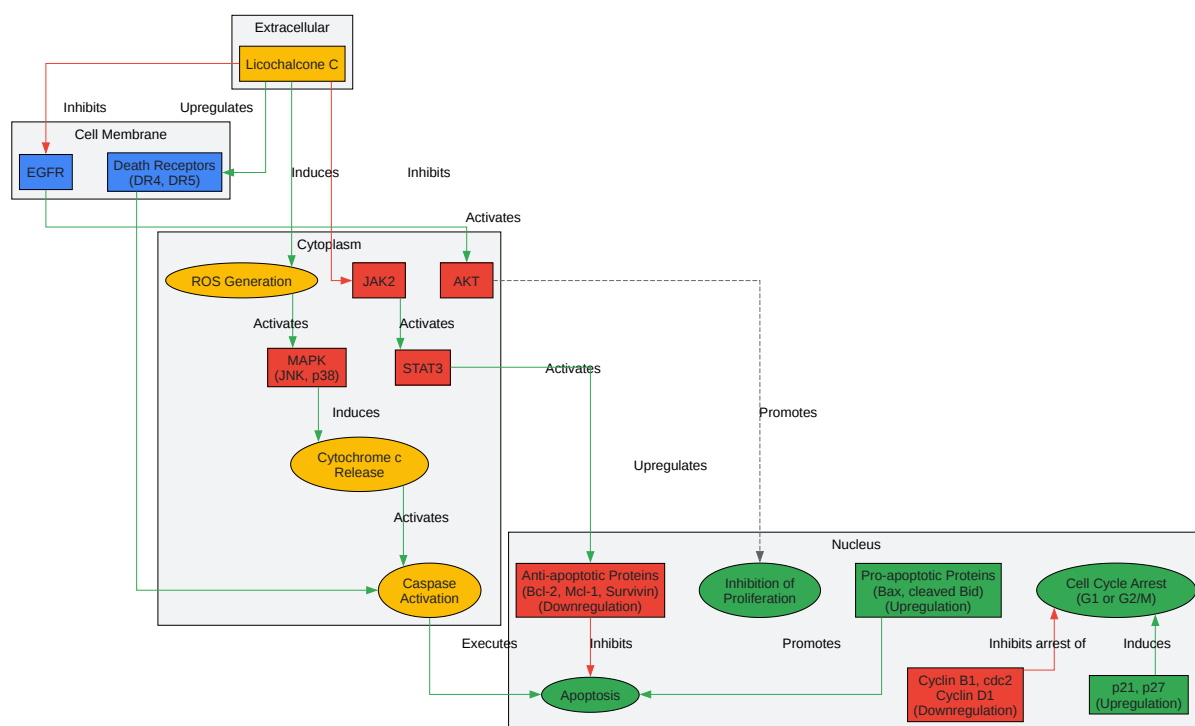 Extracellular
Licochalcone C
Inhibits
Upregulates
Cell Membrane
EGFR
Death Receptors
(DR4, DR5)
Induces
Inhibits
Activates
Cytoplasm
ROS Generation
JAK2
AKT
Activates
Activates
MAPK
(JNK, p38)
STAT3
Activates
Induces
Promotes
Cytochrome c
Release
Upregulates
Activates
Nucleus
Caspase
Activation
Anti-apoptotic Proteins
(Bcl-2, Mcl-1, Survivin)
(Downregulation)
Inhibition of
Proliferation
Pro-apoptotic Proteins
(Bax, cleaved Bid)
(Upregulation)
Cell Cycle Arrest
(G1 or G2/M)
Executes
Inhibits
Promotes
Inhibits arrest of
Induces
Apoptosis
Cyclin B1, cdc2
Cyclin D1
(Downregulation)
p21, p27
(Upregulation)